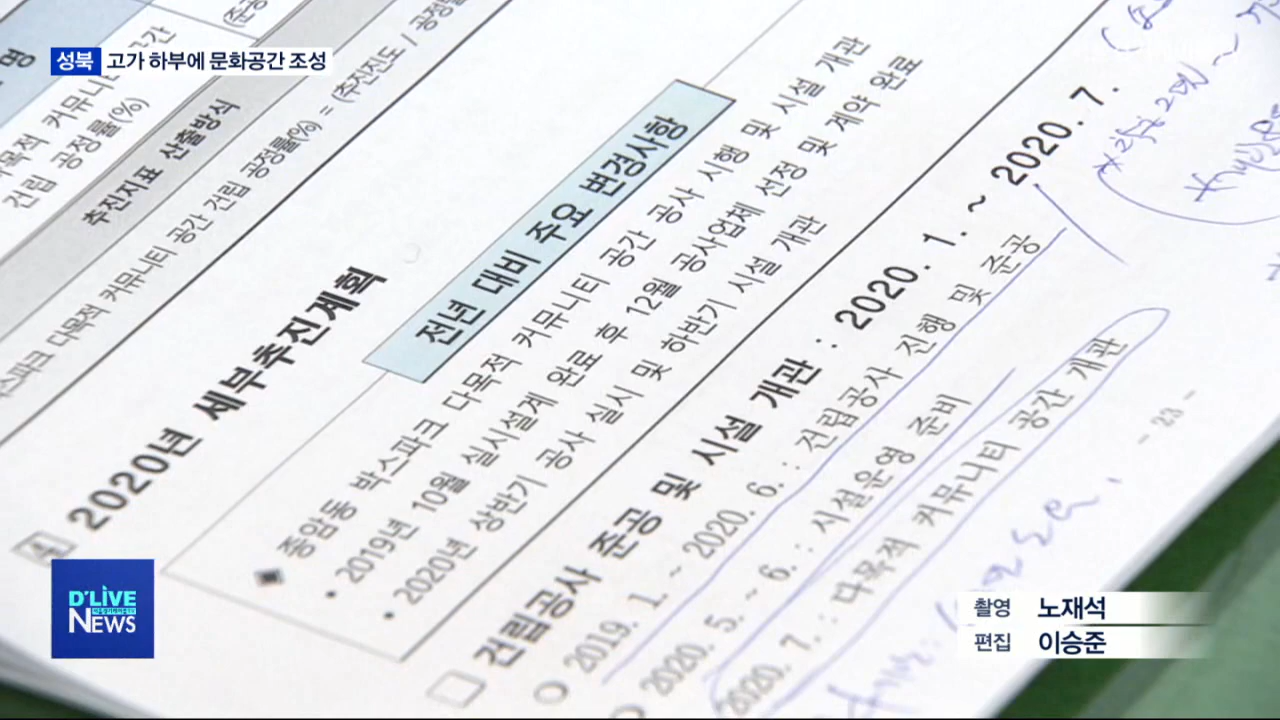 성북 고가 하부에 문화공간 조성
명
목적 커뮤니티 공간
건립 공정률(%)
(준공
추진지표 산출방식
스파크 다목적 커뮤니티 공간 건립 공정률(%) = (추진진도 / 공정률
2020년 세부추진계획
전년 대비 주요 변경사항
◆ 종암동 박스파크 다목적 커뮤니티 공간 공사 시행 및 시설 개관
• 2019년 10월 실시설계 완료 후 12월 공사업체 선정 및 계약 완료
• 2020년 상반기 공사 실시 및 하반기 시설 개관
□ 건립공사 준공 및 시설 개관 : 2020. 1. ~ 2020. 7.
○ 2019. 1. ~ 2020. 6. : 건립공사 진행 및 준공
○ 2020. 5. ~ 6. : 시설운영 준비
2020. 7. : 다목적 커뮤니티 공간 개관
- 23 -
D'LIVE
NEWS
촬영 노재석
편집 이승준